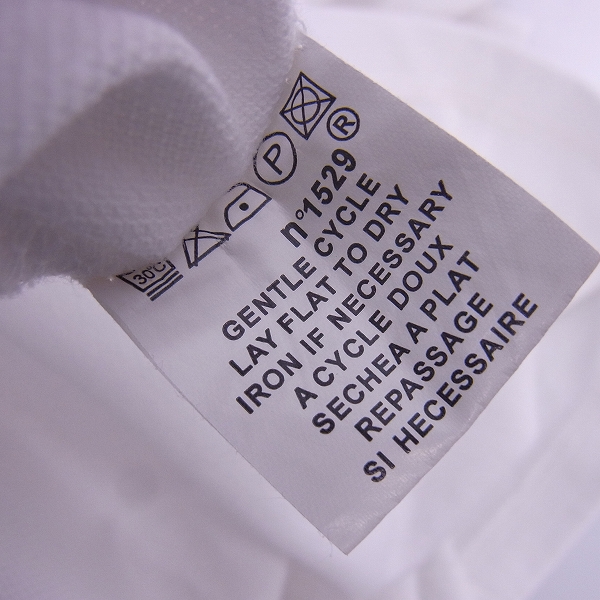 30°C P R
n°1529
GENTLE CYCLE
LAY FLAT TO DRY
IRON IF NECESSARY
A CYCLE DOUX
SECHEA A PLAT
REPASSAGE
SI HECESSAIRE